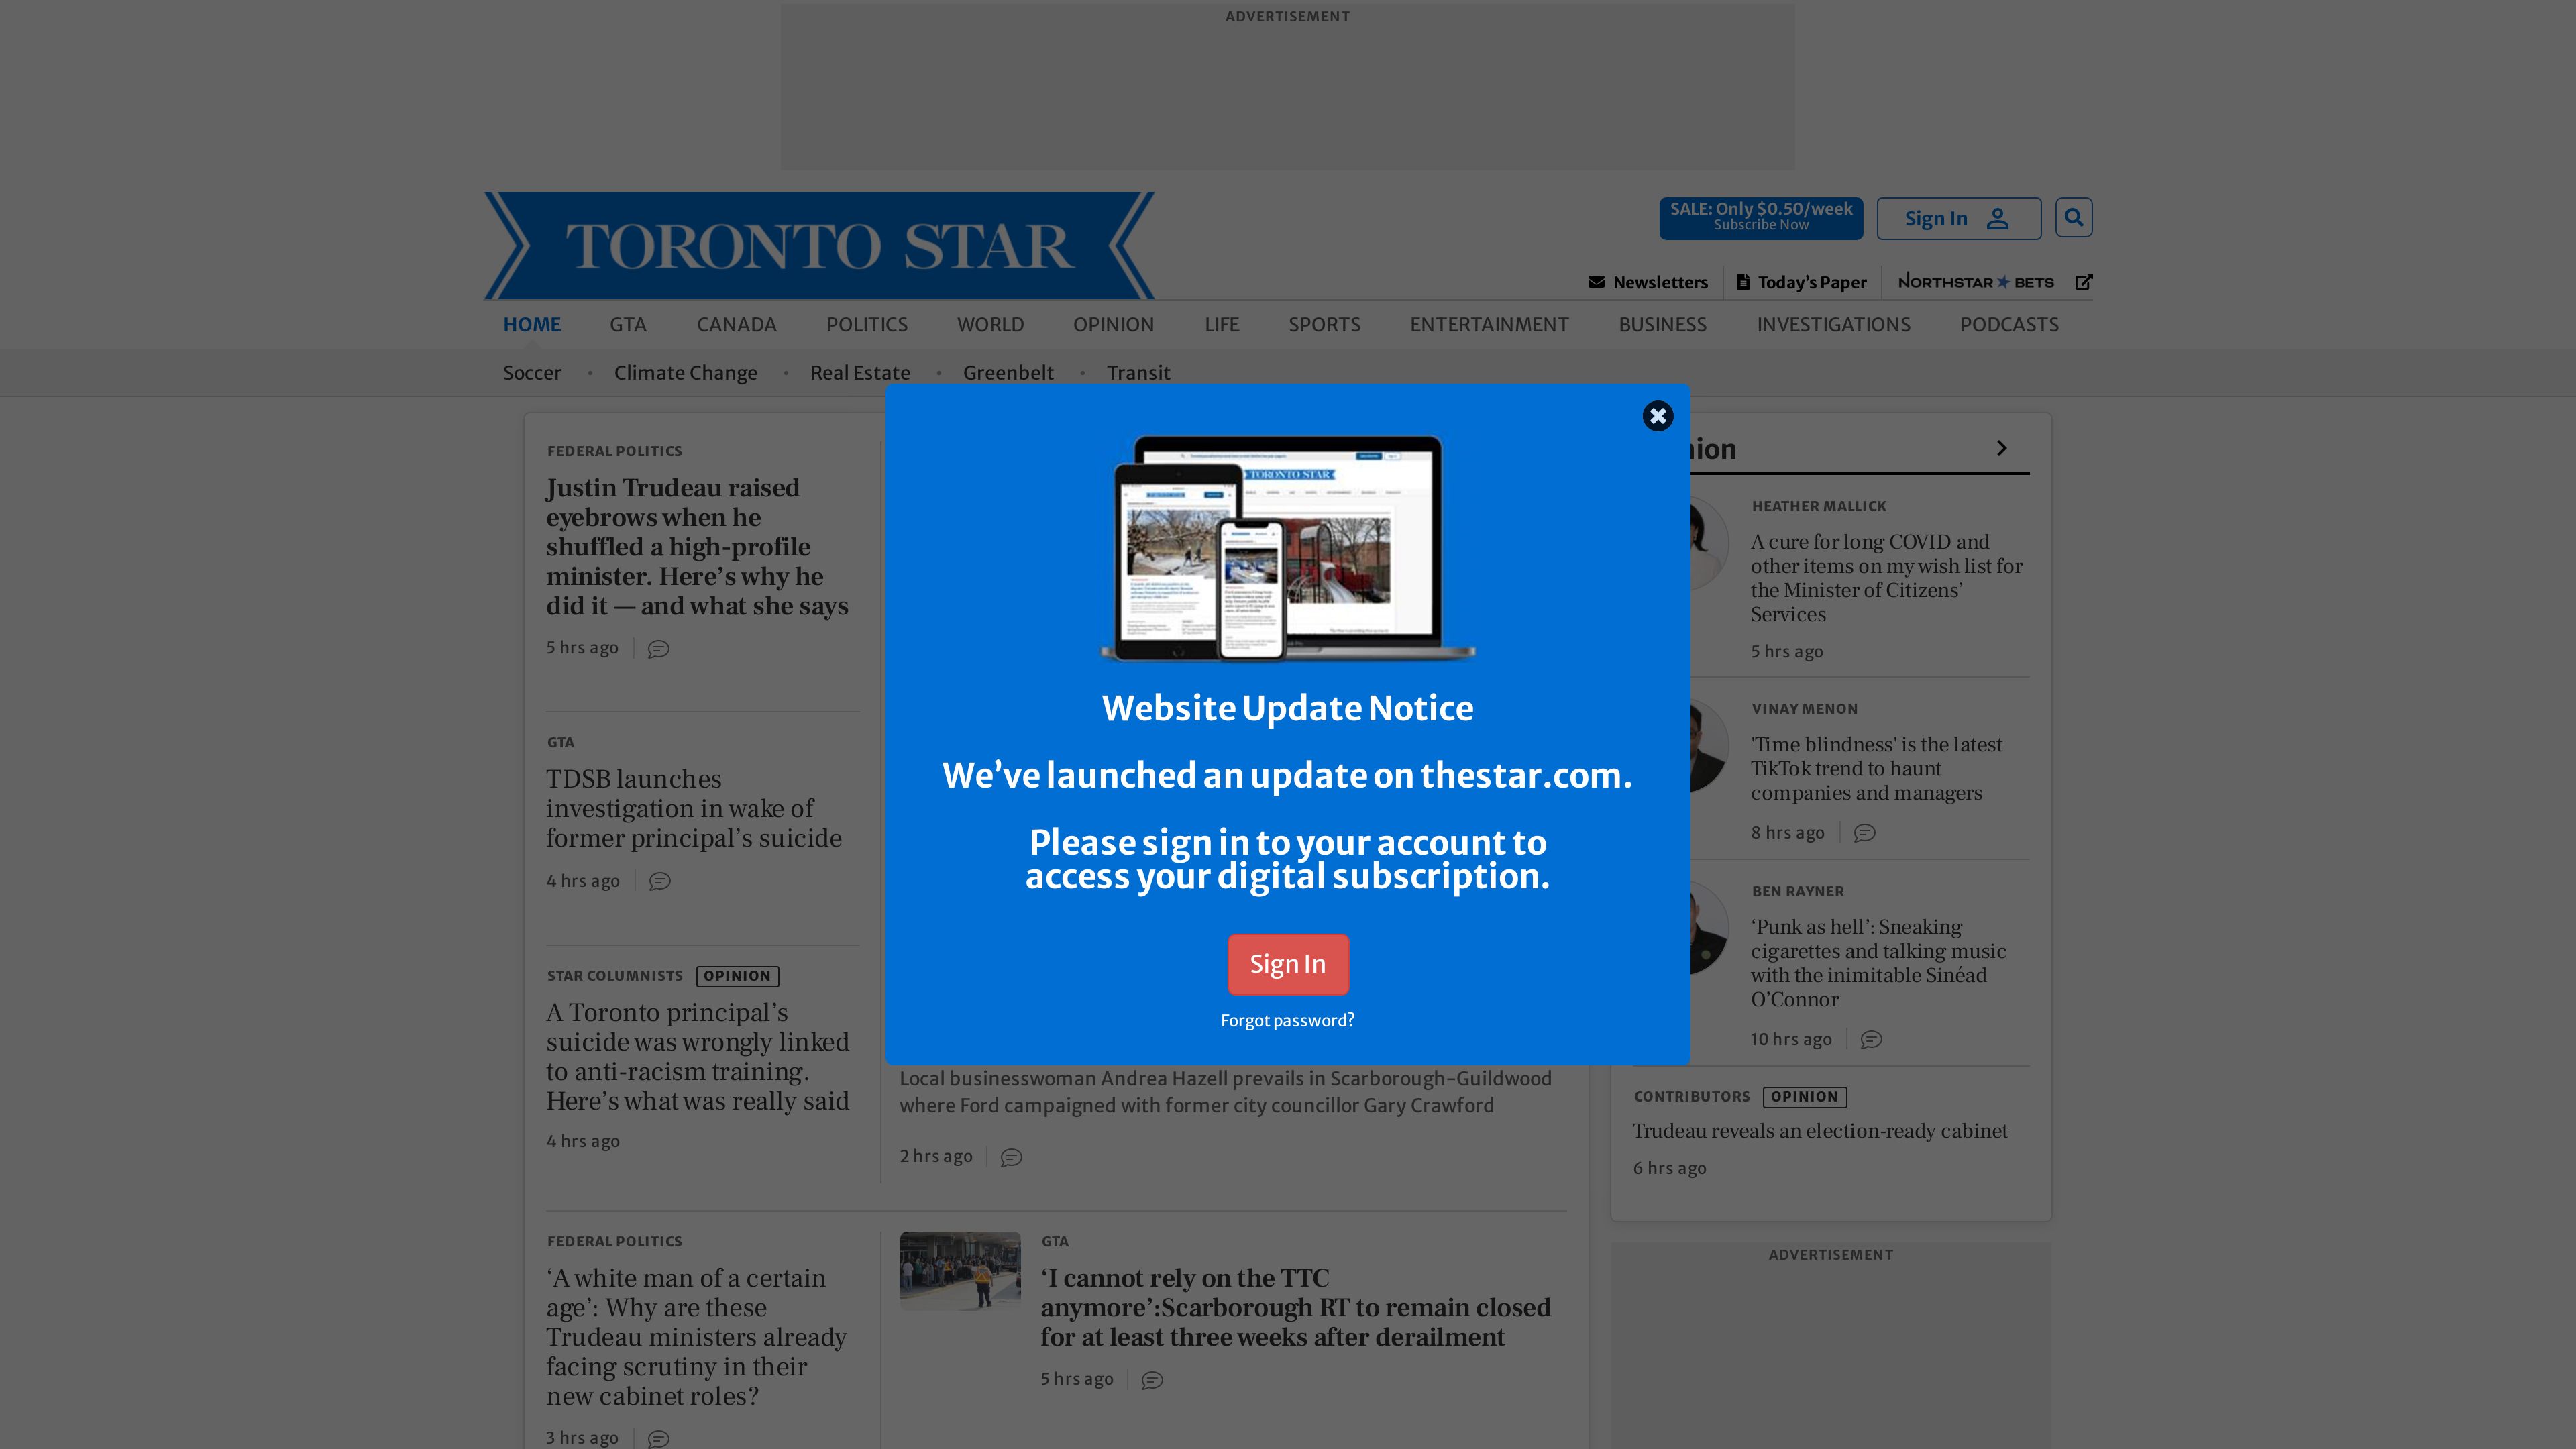 ADVERTISEMENT
TORONTO STAR
SALE: Only $0.50/week
Subscribe Now
Sign In
Newsletters
Today's Paper
NORTHSTAR BETS
HOME
GTA
CANADA
POLITICS
WORLD
OPINION
LIFE
SPORTS
ENTERTAINMENT
BUSINESS
INVESTIGATIONS
PODCASTS
Soccer
Climate Change
Real Estate
Greenbelt
Transit
FEDERAL POLITICS
Justin Trudeau raised
eyebrows when he
shuffled a high-profile
minister. Here's why he
did it — and what she says
5 hrs ago
GTA
TDSB launches
investigation in wake of
former principal's suicide
4 hrs ago
STAR COLUMNISTS OPINION
A Toronto principal's
suicide was wrongly linked
to anti-racism training.
Here's what was really said
4 hrs ago
TORONTO STAR
Website Update Notice
We've launched an update on thestar.com.
Please sign in to your account to
access your digital subscription.
Sign In
Forgot password?
Local businesswoman Andrea Hazell prevails in Scarborough-Guildwood
where Ford campaigned with former city councillor Gary Crawford
2 hrs ago
nion
HEATHER MALLICK
A cure for long COVID and
other items on my wish list for
the Minister of Citizens'
Services
5 hrs ago
VINAY MENON
'Time blindness' is the latest
TikTok trend to haunt
companies and managers
8 hrs ago
BEN RAYNER
‘Punk as hell’: Sneaking
cigarettes and talking music
with the inimitable Sinéad
O’Connor
10 hrs ago
CONTRIBUTORS OPINION
Trudeau reveals an election-ready cabinet
6 hrs ago
FEDERAL POLITICS
‘A white man of a certain
age’: Why are these
Trudeau ministers already
facing scrutiny in their
new cabinet roles?
3 hrs ago
GTA
‘I cannot rely on the TTC
anymore’:Scarborough RT to remain closed
for at least three weeks after derailment
5 hrs ago
ADVERTISEMENT